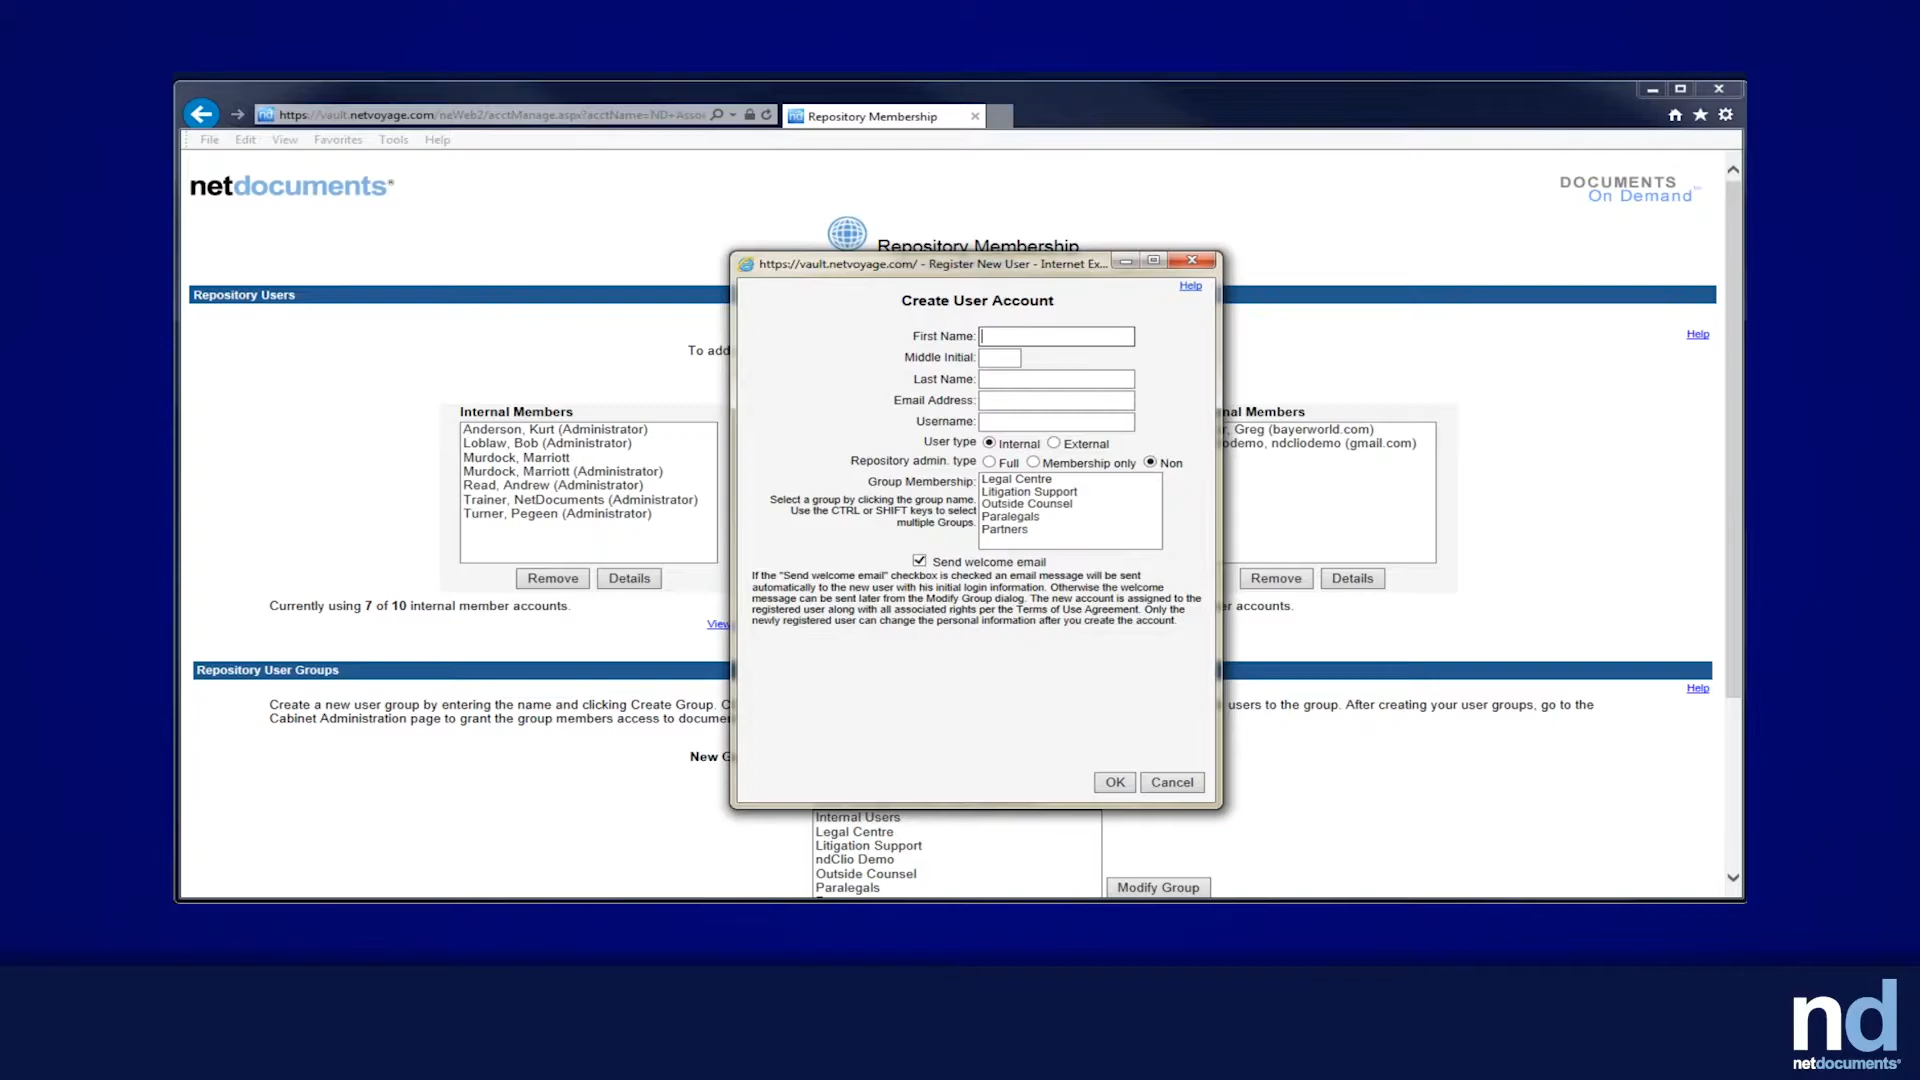 https://vault.netvoyage.com/neWeb2/acctManage.aspx?acctName=ND+Asso
Repository Membership
File Edit View Favorites Tools Help
netdocuments®
DOCUMENTS
On Demand
Repository Membership
https://vault.netvoyage.com/ - Register New User - Internet Ex...
Help
Create User Account
First Name:
Middle Initial:
Last Name:
Email Address:
Username:
User type Internal External
Repository admin. type Full Membership only Non
Group Membership:
Select a group by clicking the group name.
Use the CTRL or SHIFT keys to select
multiple Groups.
Legal Centre
Litigation Support
Outside Counsel
Paralegals
Partners
Send welcome email
If the "Send welcome email" checkbox is checked an email message will be sent
automatically to the new user with his initial login information. Otherwise the welcome
message can be sent later from the Modify Group dialog. The new account is assigned to the
registered user along with all associated rights per the Terms of Use Agreement. Only the
newly registered user can change the personal information after you create the account.
OK Cancel
Repository Users
Help
To add
Internal Members
Anderson, Kurt (Administrator)
Loblaw, Bob (Administrator)
Murdock, Marriott
Murdock, Marriott (Administrator)
Read, Andrew (Administrator)
Trainer, NetDocuments (Administrator)
Turner, Pegeen (Administrator)
Remove Details
Currently using 7 of 10 internal member accounts.
View
nal Members
r, Greg (bayerworld.com)
odemo, ndcliodemo (gmail.com)
Remove Details
er accounts.
Repository User Groups
Help
Create a new user group by entering the name and clicking Create Group. C users to the group. After creating your user groups, go to the
Cabinet Administration page to grant the group members access to docume
New G
Internal Users
Legal Centre
Litigation Support
ndClio Demo
Outside Counsel
Paralegals
Modify Group
nd
netdocuments®